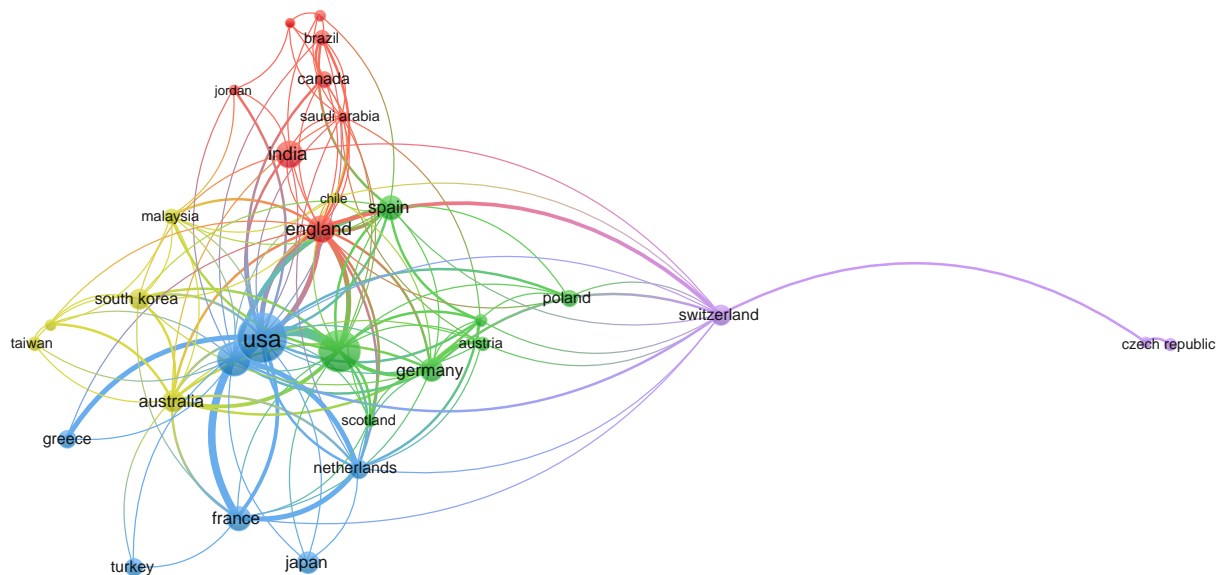 brazil
canada
jordan
saudi arabia
india
chile
spain
malaysia
england
south korea
poland
switzerland
usa
taiwan
austria
czech republic
germany
australia
scotland
greece
netherlands
france
japan
turkey